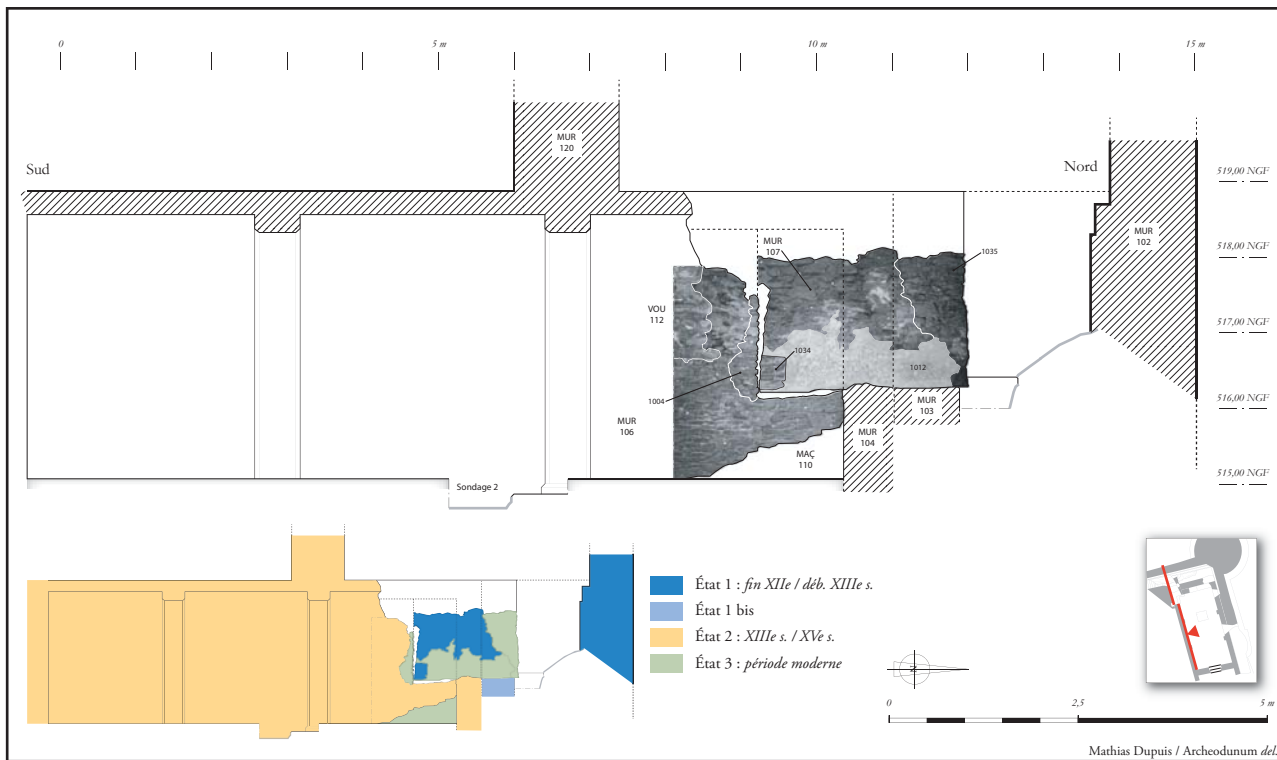 0
5 m
10 m
15 m
MUR
120
Sud
Nord
519,00 NGF
MUR
102
518,00 NGF
MUR
107
1035
VOU
112
517,00 NGF
1034
1012
1004
516,00 NGF
MUR
103
MUR
106
MUR
104
MAÇ
110
515,00 NGF
Sondage 2
État 1 : fin XIIe / déb. XIIIe s.
État 1 bis
État 2 : XIIIe s. / XVe s.
État 3 : période moderne
N
0
2,5
5 m
Mathias Dupuis / Archeodunum del.